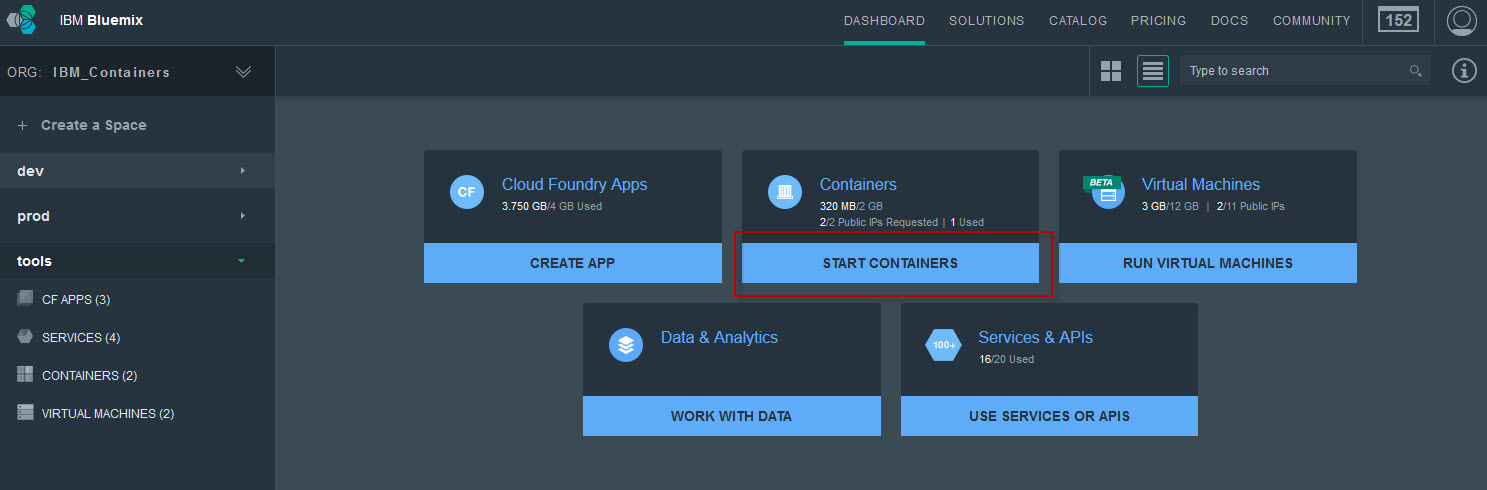 IBM Bluemix
DASHBOARD SOLUTIONS CATALOG PRICING DOCS COMMUNITY 152
ORG: IBM_Containers
Type to search
+ Create a Space
dev
prod
tools
CF APPS (3)
SERVICES (4)
CONTAINERS (2)
VIRTUAL MACHINES (2)
CF
Cloud Foundry Apps
3.750 GB/4 GB Used
CREATE APP
Containers
320 MB/2 GB
2/2 Public IPs Requested | 1 Used
START CONTAINERS
BETA
Virtual Machines
3 GB/12 GB | 2/11 Public IPs
RUN VIRTUAL MACHINES
Data & Analytics
WORK WITH DATA
100+
Services & APIs
16/20 Used
USE SERVICES OR APIS